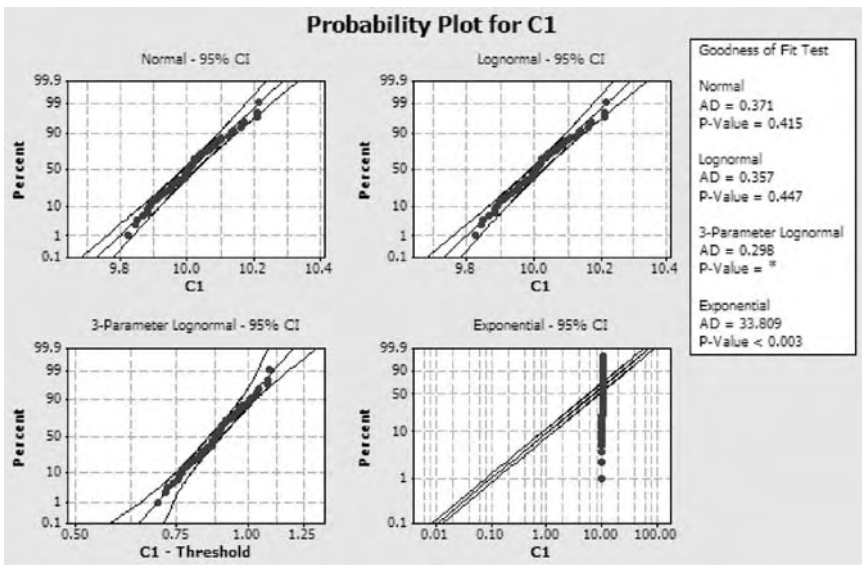 Probability Plot for C1
Normal - 95% CI
99.9
99
90
50
10
1
0.1
Percent
9.8 10.0 10.2 10.4
C1
Lognormal - 95% CI
99.9
99
90
50
10
1
0.1
Percent
9.8 10.0 10.2 10.4
C1
3-Parameter Lognormal - 95% CI
99.9
99
90
50
10
1
0.1
Percent
0.50 0.75 1.00 1.25
C1 - Threshold
Exponential - 95% CI
99.9
90
50
10
1
0.1
Percent
0.01 0.10 1.00 10.00 100.00
C1
Goodness of Fit Test
Normal
AD = 0.371
P-Value = 0.415
Lognormal
AD = 0.357
P-Value = 0.447
3-Parameter Lognormal
AD = 0.298
P-Value = *
Exponential
AD = 33.809
P-Value < 0.003